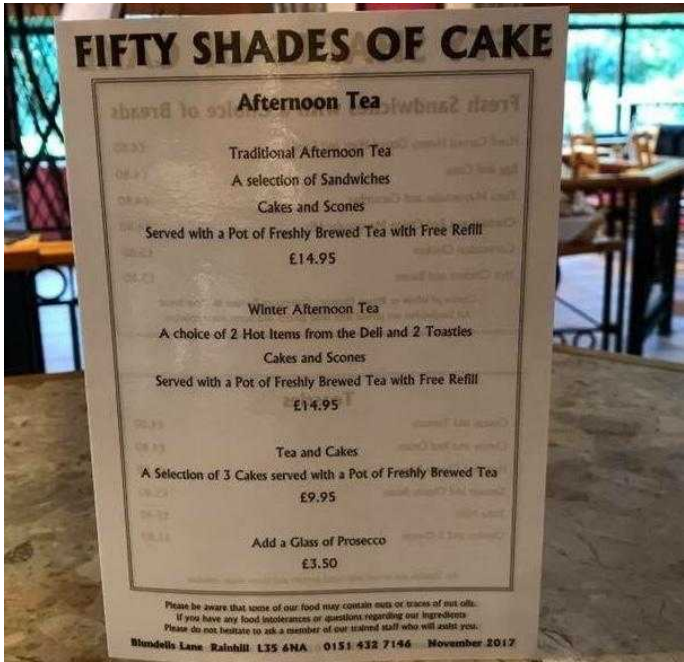 FIFTY SHADES OF CAKE
Afternoon Tea
Traditional Afternoon Tea
A selection of Sandwiches
Cakes and Scones
Served with a Pot of Freshly Brewed Tea with Free Refill
£14.95
Winter Afternoon Tea
A choice of 2 Hot Items from the Deli and 2 Toasties
Cakes and Scones
Served with a Pot of Freshly Brewed Tea with Free Refill
£14.95
Tea and Cakes
A Selection of 3 Cakes served with a Pot of Freshly Brewed Tea
£9.95
Add a Glass of Prosecco
£3.50
Please be aware that some of our food may contain nuts or traces of nut oils.
If you have any food intolerances or questions regarding our ingredients
Please do not hesitate to ask a member of our trained staff who will assist you.
Blundells Lane Rainhill L35 6NA 0151 432 7146 November 2017